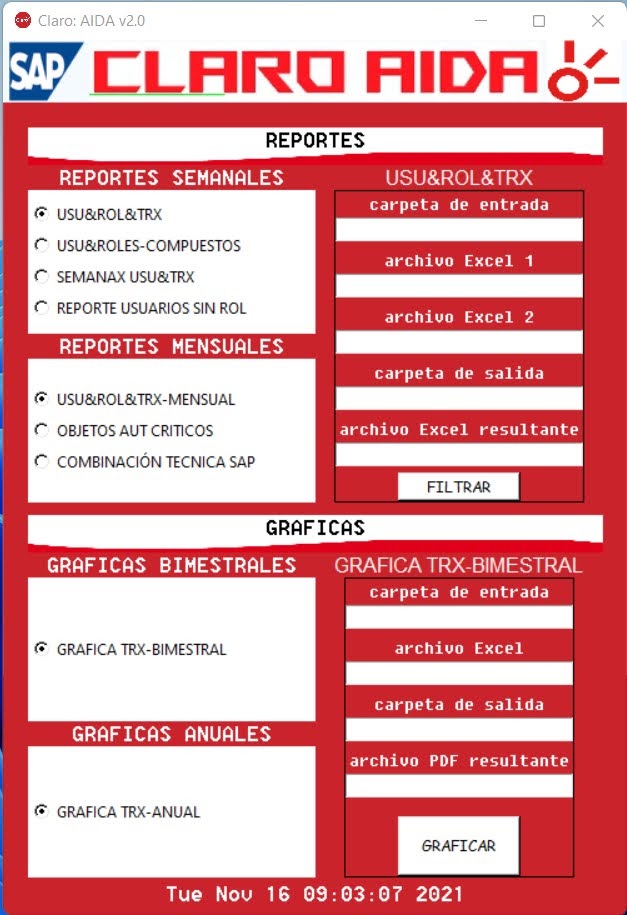 Claro: AIDA v2.0
SAP CLARO AIDA
REPORTES
REPORTES SEMANALES
USU&ROL&TRX
USU&ROLES-COMPUESTOS
SEMANAX USU&TRX
REPORTE USUARIOS SIN ROL
REPORTES MENSUALES
USU&ROL&TRX-MENSUAL
OBJETOS AUT CRITICOS
COMBINACIÓN TECNICA SAP
USU&ROL&TRX
carpeta de entrada
archivo Excel 1
archivo Excel 2
carpeta de salida
archivo Excel resultante
FILTRAR
GRAFICAS
GRAFICAS BIMESTRALES
GRAFICA TRX-BIMESTRAL
GRAFICAS ANUALES
GRAFICA TRX-ANUAL
GRAFICA TRX-BIMESTRAL
carpeta de entrada
archivo Excel
carpeta de salida
archivo PDF resultante
GRAFICAR
Tue Nov 16 09:03:07 2021